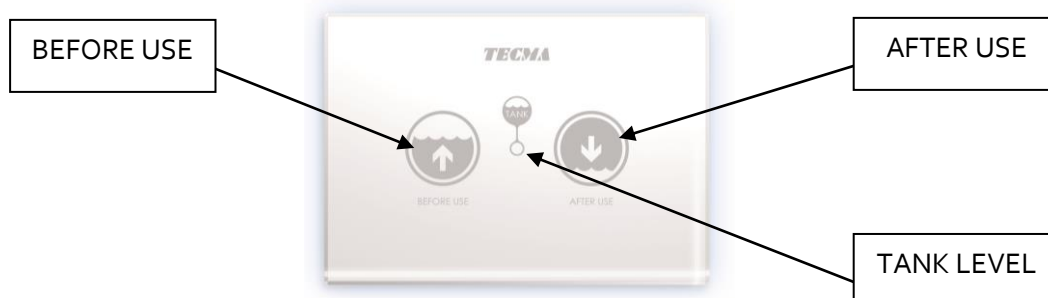 BEFORE USE
AFTER USE
TECMA
TANK
BEFORE USE
AFTER USE
TANK LEVEL